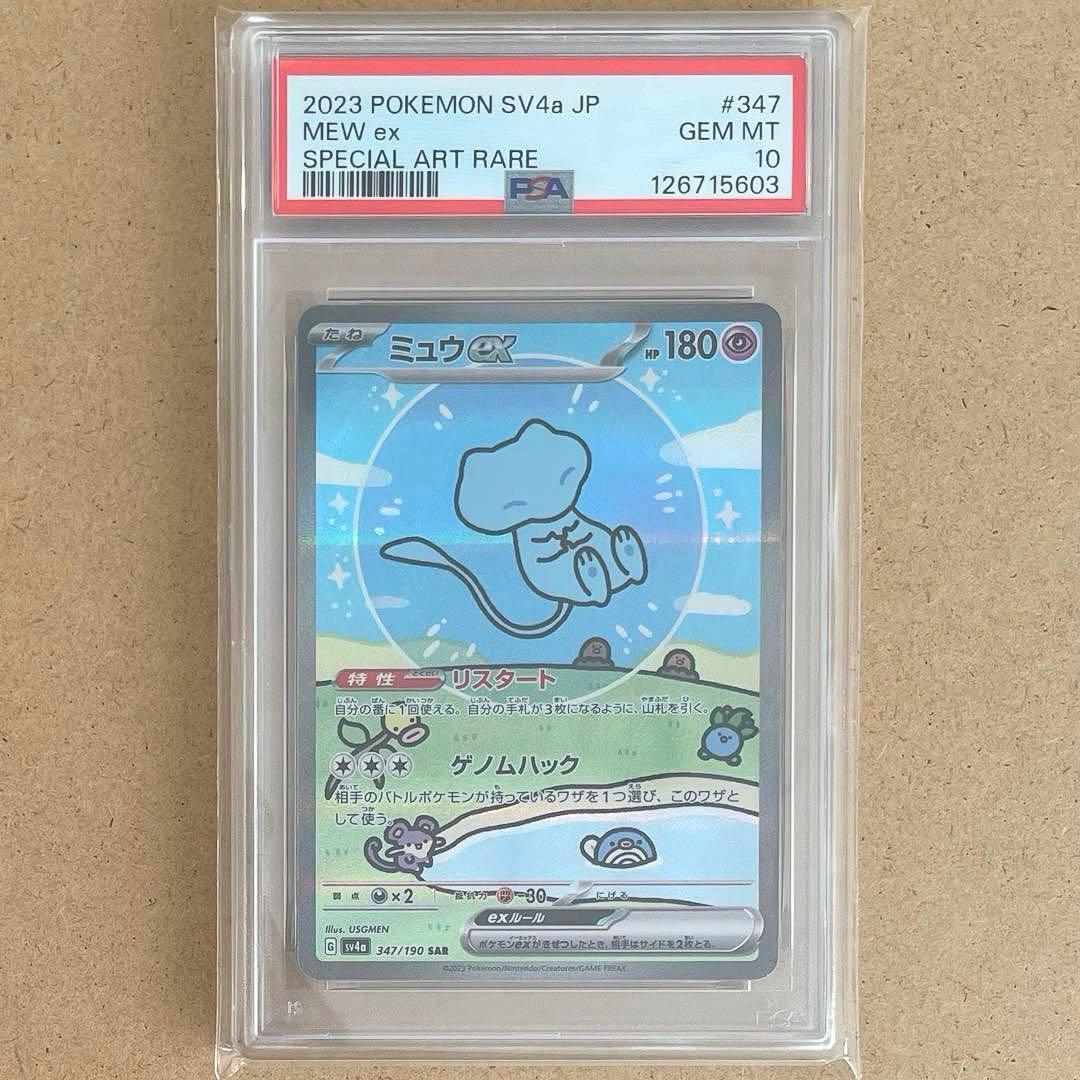 2023 POKEMON SV4a JP #347
MEW ex GEM MT
SPECIAL ART RARE 10
PSA 126715603
たね ミュウex HP 180
特性 リスタート
自分の番に1回使える。自分の手札が3枚になるように、山札を引く。
ゲノムハック
相手のバトルポケモンが持っているワザを1つ選び、このワザと
して使う。
弱点 ×2 抵抗力 -30 にげる
exルール
ポケモンexがきぜつしたとき、相手はサイドを2枚とる。
Illus. USGMEN
G SV4a 347/190 SAR
©2023 Pokémon/Nintendo/Creatures/GAME FREAK.